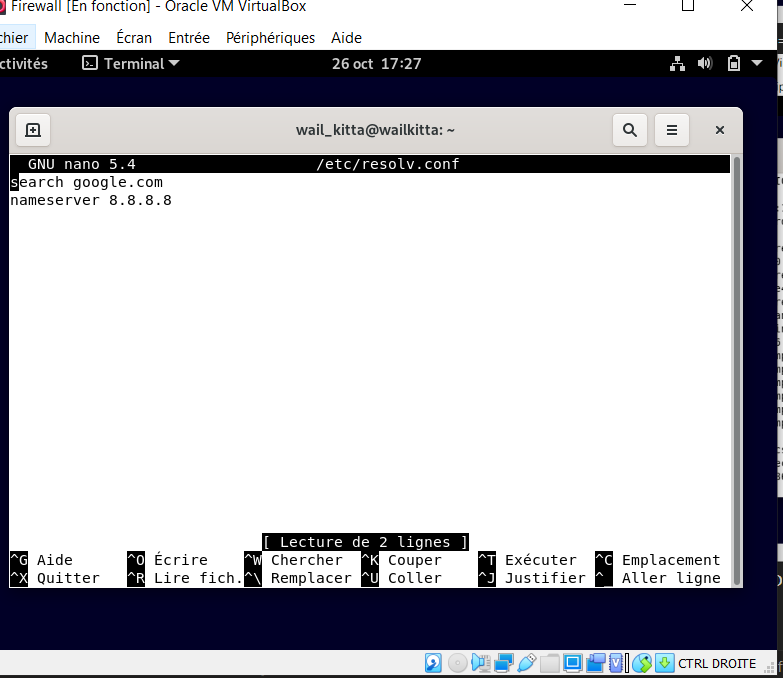 Firewall [En fonction] - Oracle VM VirtualBox
chier Machine Écran Entrée Périphériques Aide
ctivités Terminal 26 oct 17:27
wail_kitta@wailkitta: ~
GNU nano 5.4 /etc/resolv.conf
search google.com
nameserver 8.8.8.8
[ Lecture de 2 lignes ]
^G Aide ^O Écrire ^W Chercher ^K Couper ^T Exécuter ^C Emplacement
^X Quitter ^R Lire fich. ^\ Remplacer ^U Coller ^J Justifier ^_ Aller ligne
CTRL DROITE